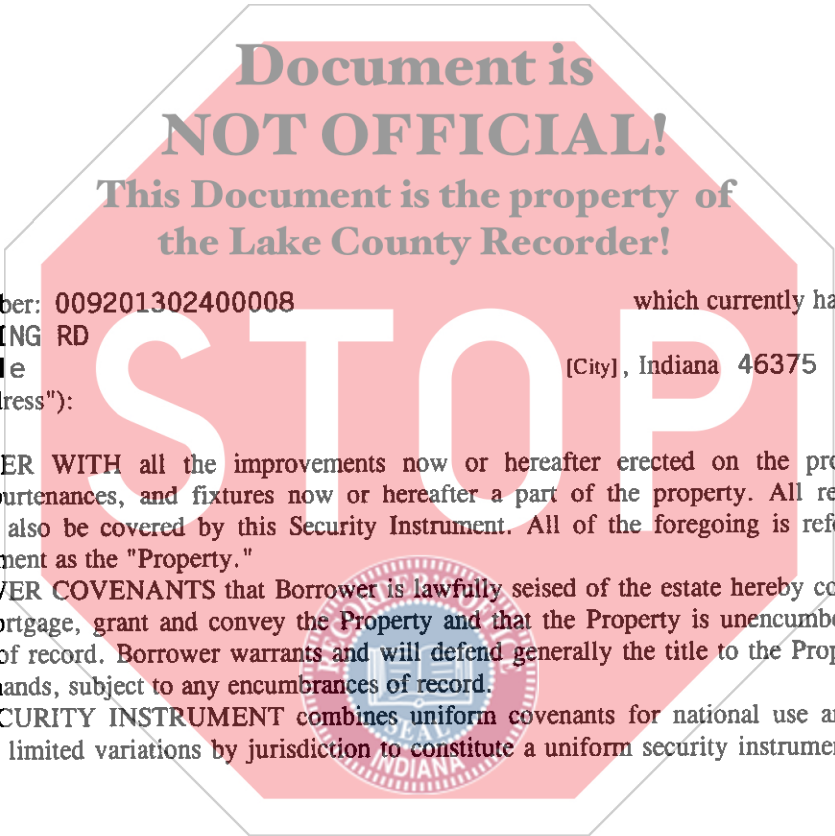 Document is
NOT OFFICIAL!
This Document is the property of
the Lake County Recorder!
ber: 009201302400008 which currently ha
ING RD
le [City], Indiana 46375
ress"):
STOP
ER WITH all the improvements now or hereafter erected on the pro
urtenances, and fixtures now or hereafter a part of the property. All re
also be covered by this Security Instrument. All of the foregoing is refe
ment as the "Property."
VER COVENANTS that Borrower is lawfully seised of the estate hereby co
ortgage, grant and convey the Property and that the Property is unencumbe
of record. Borrower warrants and will defend generally the title to the Prop
ands, subject to any encumbrances of record.
CURITY INSTRUMENT combines uniform covenants for national use an
limited variations by jurisdiction to constitute a uniform security instrumen
SEAL
INDIANA